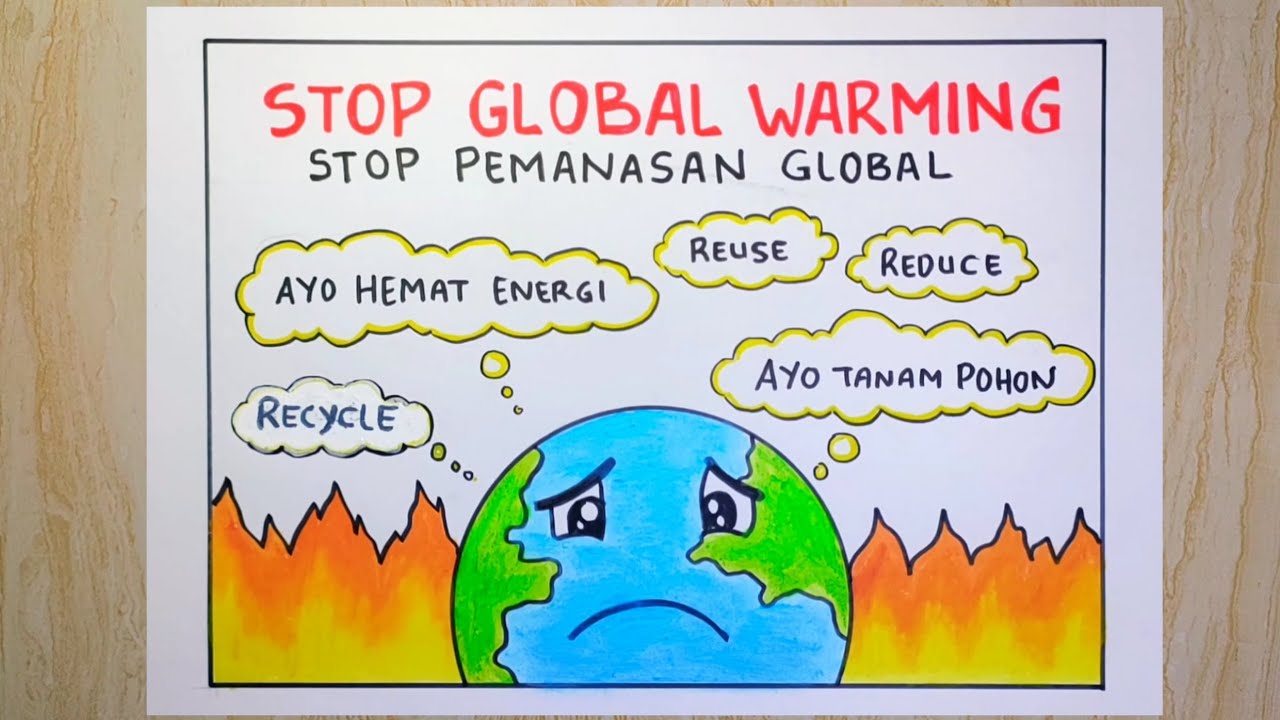 STOP GLOBAL WARMING
STOP PEMANASAN GLOBAL
REUSE
REDUCE
AYO HEMAT ENERGI
AYO TANAM POHON
RECYCLE